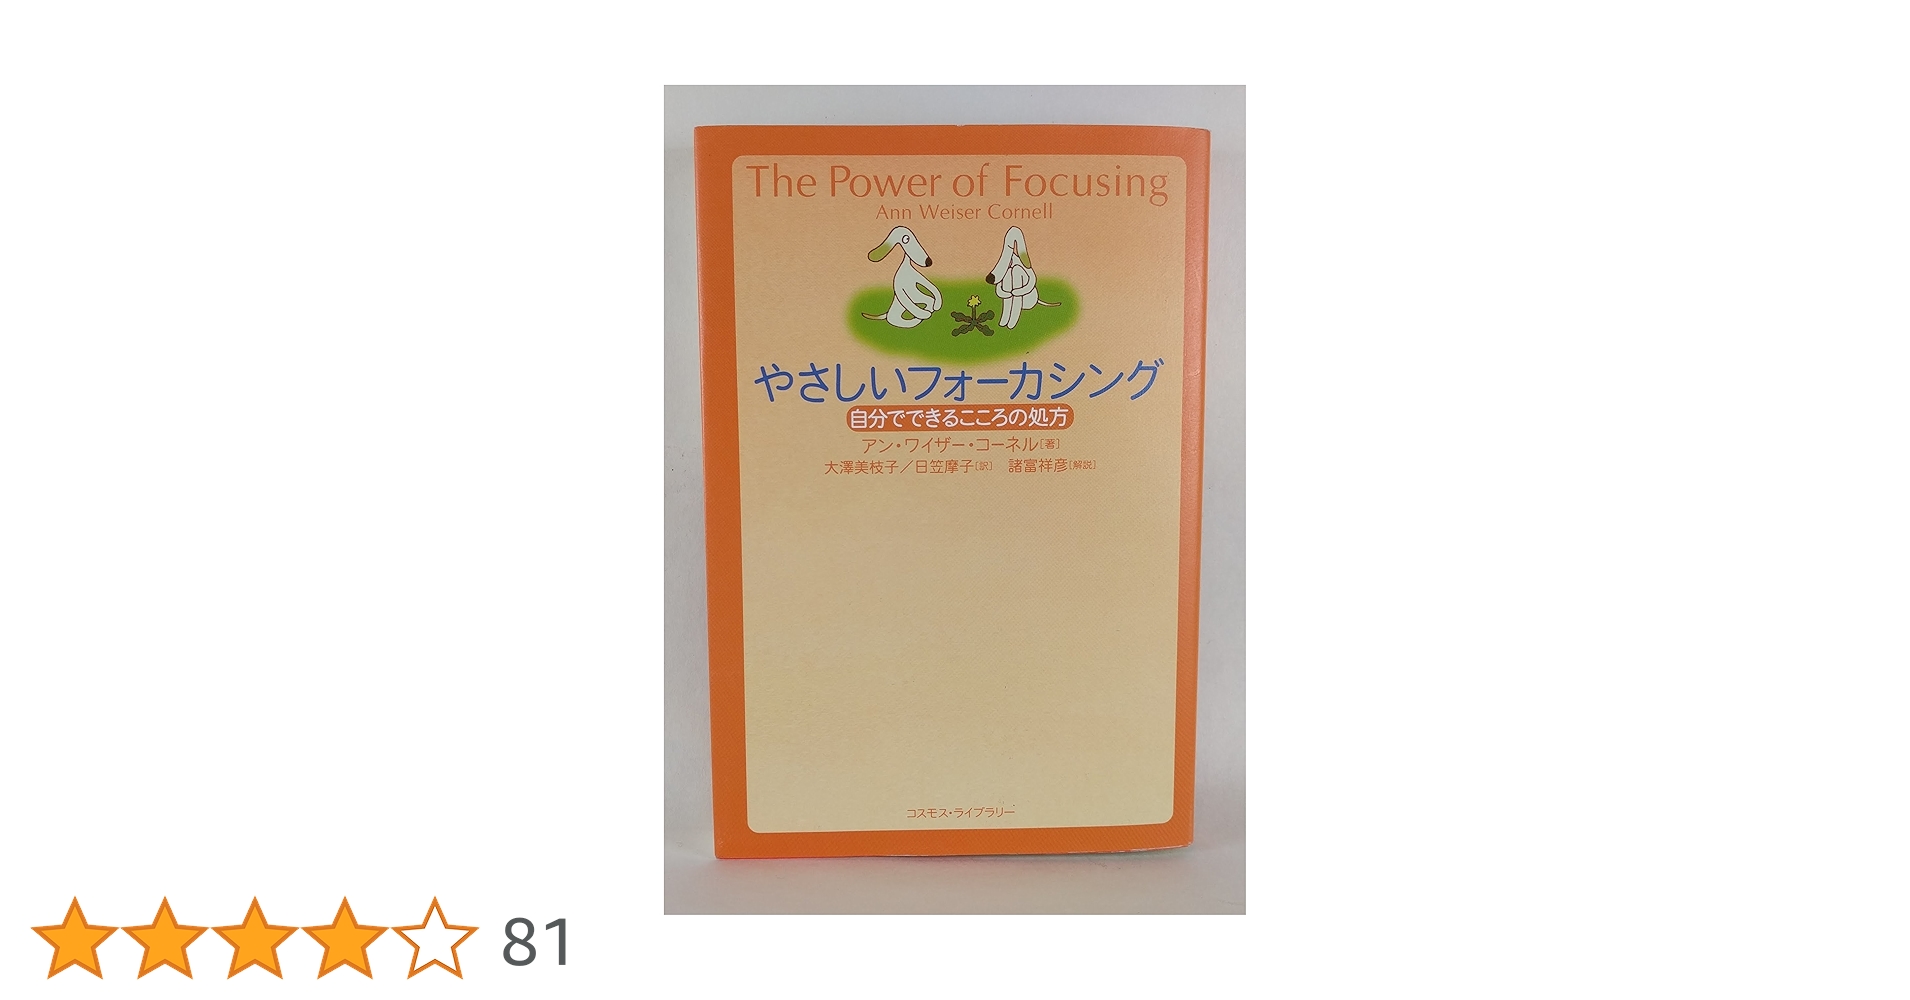 The Power of Focusing
Ann Weiser Cornell
やさしいフォーカシング
自分でできるこころの処方
アン・ワイザー・コーネル[著]
大澤美枝子／日笠摩子[訳] 諸富祥彦[解説]
コスモス・ライブラリー
81